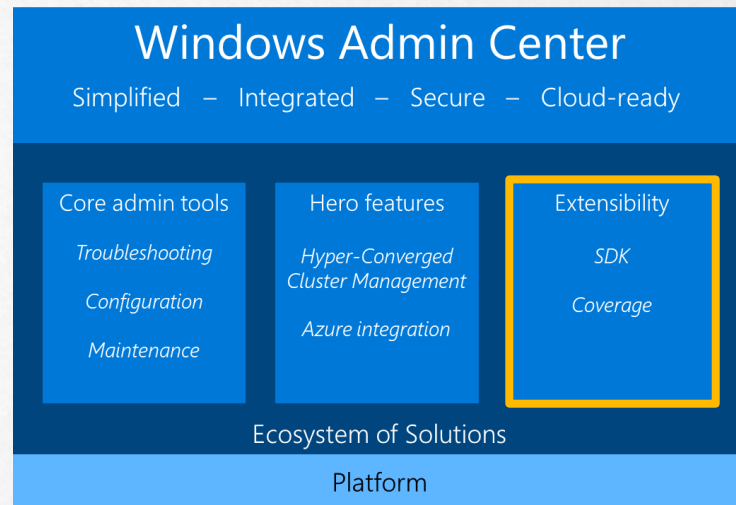 Windows Admin Center
Simplified – Integrated – Secure – Cloud-ready
Core admin tools
Troubleshooting
Configuration
Maintenance
Hero features
Hyper-Converged
Cluster Management
Azure integration
Extensibility
SDK
Coverage
Ecosystem of Solutions
Platform